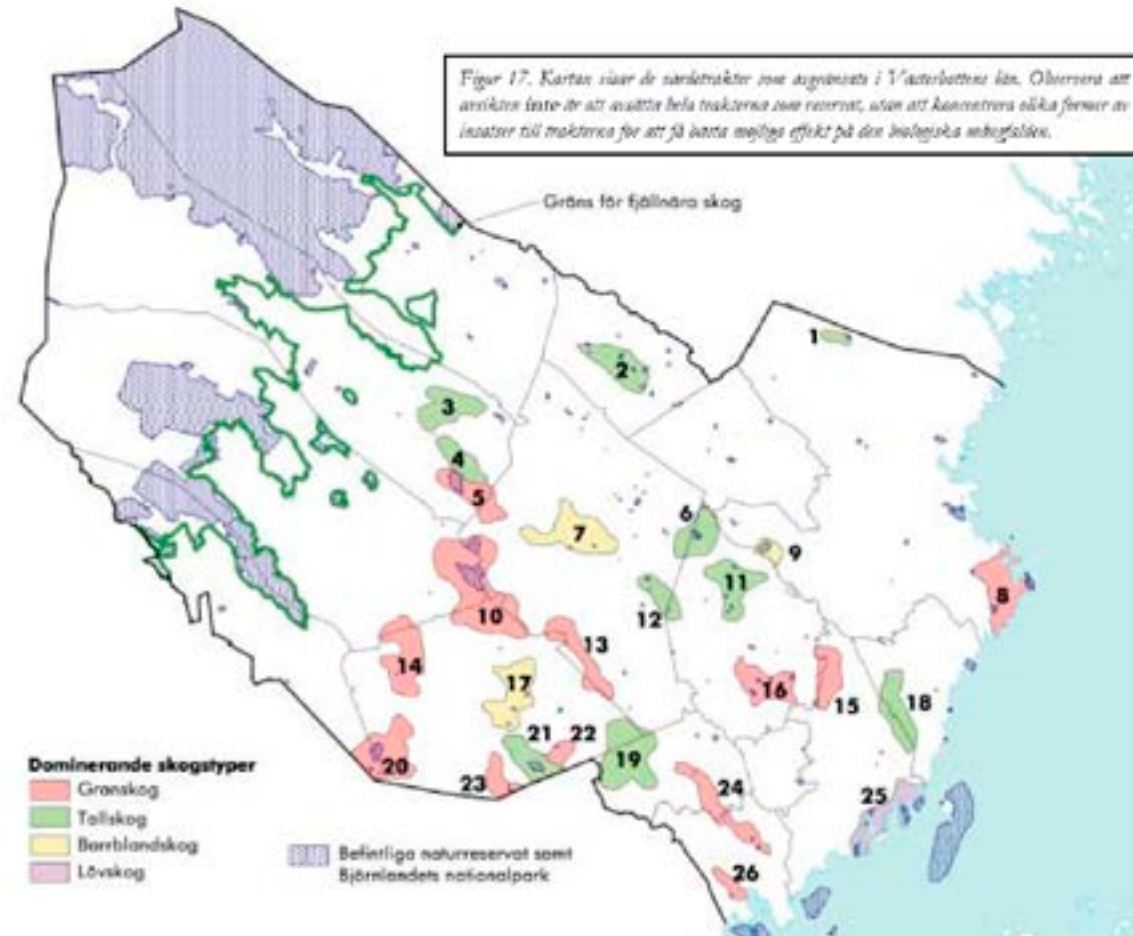 Figur 17. Kartan visar de värdetrakter som avgränsats i Västerbottens län. Observera att
avsikten inte är att avsätta hela trakterna som reservat, utan att koncentrera olika former av
insatser till trakterna för att få bästa möjliga effekt på den biologiska mångfalden.
Gräns för fjällnära skog
1
2
3
4
5
6
7
9
8
11
12
10
13
14
16
15
17
18
21
22
19
20
23
24
25
26
Dominerande skogstyper
Granskog
Tallskog
Barrblandskog
Lövskog
Befintliga naturreservat samt
Björnlandets nationalpark